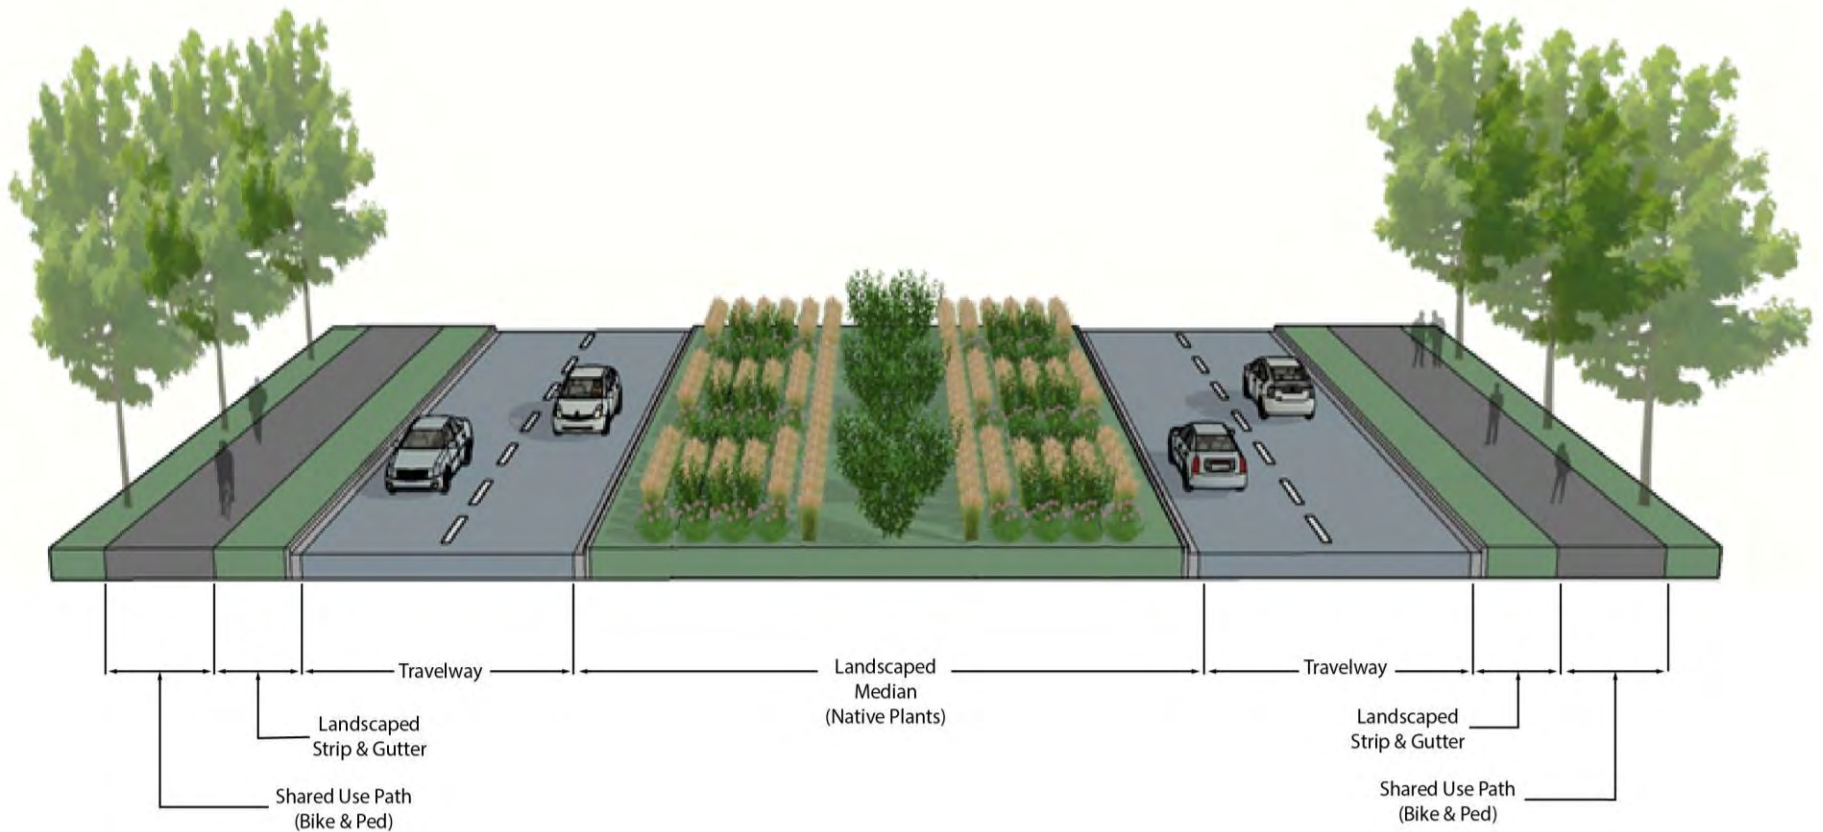 Travelway
Landscaped
Median
(Native Plants)
Travelway
Landscaped
Strip & Gutter
Landscaped
Strip & Gutter
Shared Use Path
(Bike & Ped)
Shared Use Path
(Bike & Ped)